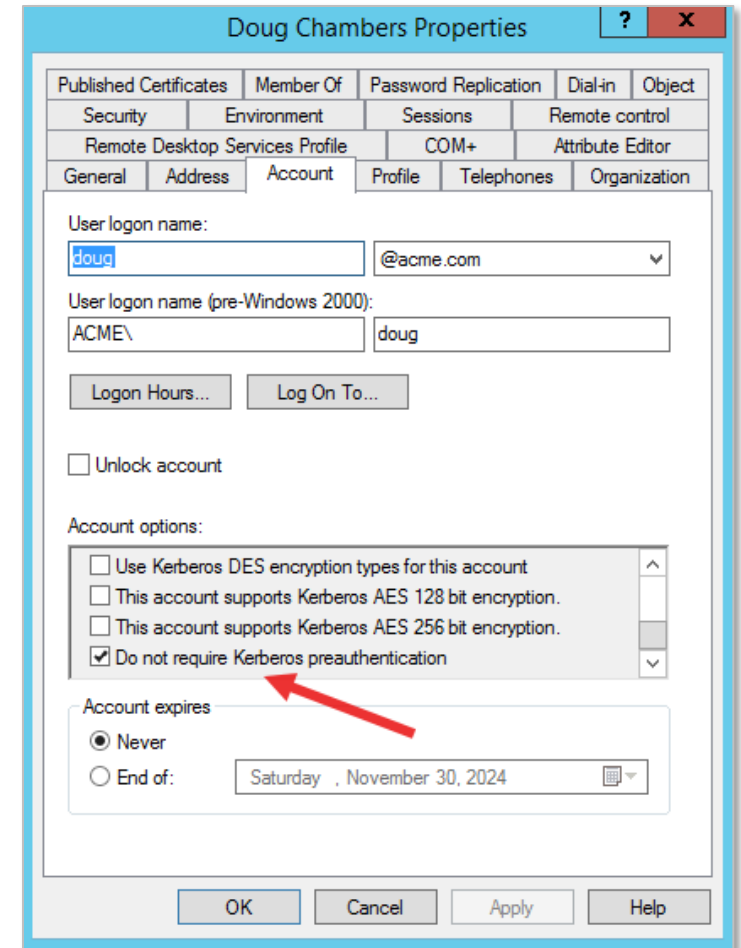 Doug Chambers Properties ? x
Published Certificates Member Of Password Replication Dial-in Object
Security Environment Sessions Remote control
Remote Desktop Services Profile COM+ Attribute Editor
General Address Account Profile Telephones Organization
User logon name:
doug @acme.com
User logon name (pre-Windows 2000):
ACME\ doug
Logon Hours... Log On To...
Unlock account
Account options:
Use Kerberos DES encryption types for this account
This account supports Kerberos AES 128 bit encryption.
This account supports Kerberos AES 256 bit encryption.
Do not require Kerberos preauthentication
Account expires
Never
End of: Saturday , November 30, 2024
OK Cancel Apply Help